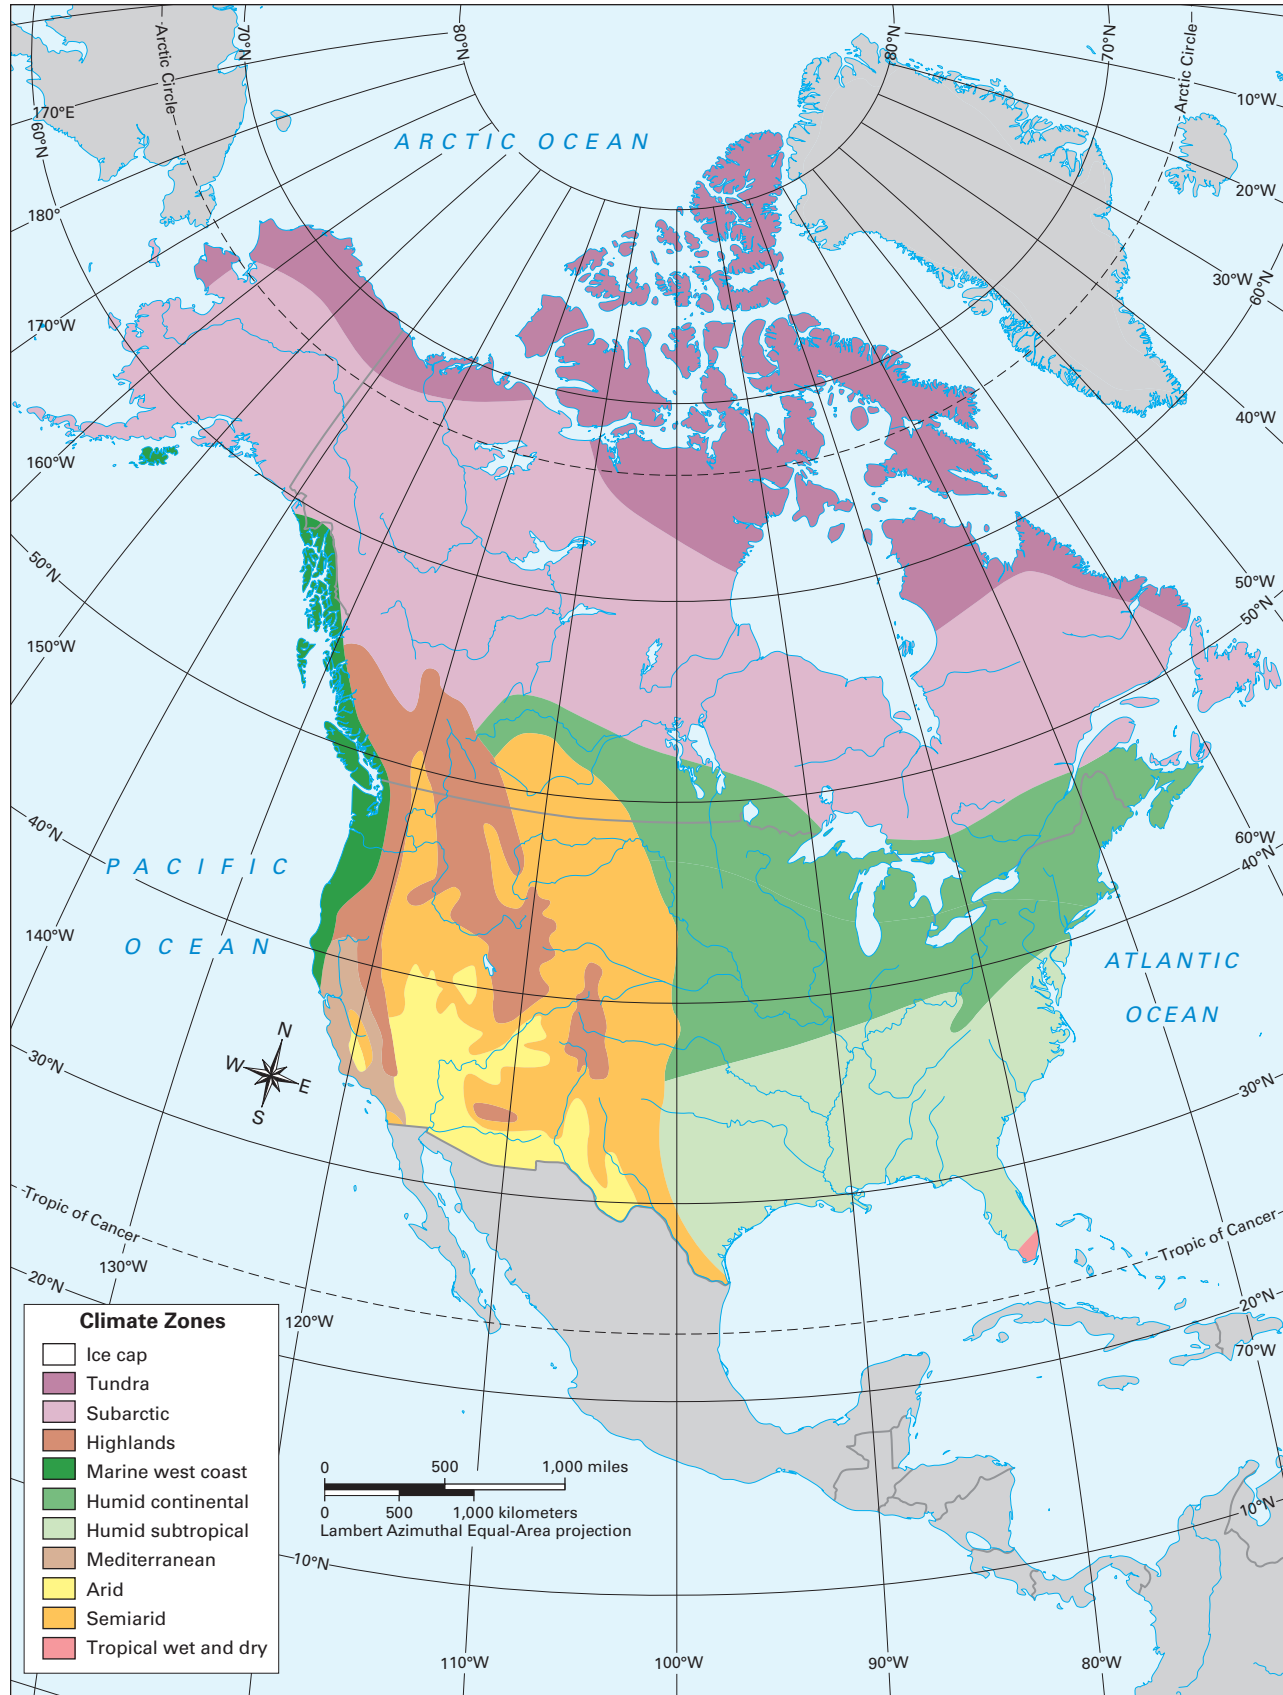 Arctic Circle
70°N
80°N
80°N
70°N
Arctic Circle
10°W
170°E
60°N
ARCTIC OCEAN
20°W
180°
30°W
60°N
170°W
40°W
160°W
50°N
50°W
50°N
150°W
40°N
60°W
40°N
PACIFIC
OCEAN
140°W
ATLANTIC
OCEAN
N
W
E
S
30°N
30°N
Tropic of Cancer
Tropic of Cancer
130°W
20°N
20°N
120°W
70°W
Climate Zones
Ice cap
Tundra
Subarctic
Highlands
Marine west coast
Humid continental
Humid subtropical
Mediterranean
Arid
Semiarid
Tropical wet and dry
0 500 1,000 miles
0 500 1,000 kilometers
Lambert Azimuthal Equal-Area projection
10°N
10°N
110°W
100°W
90°W
80°W